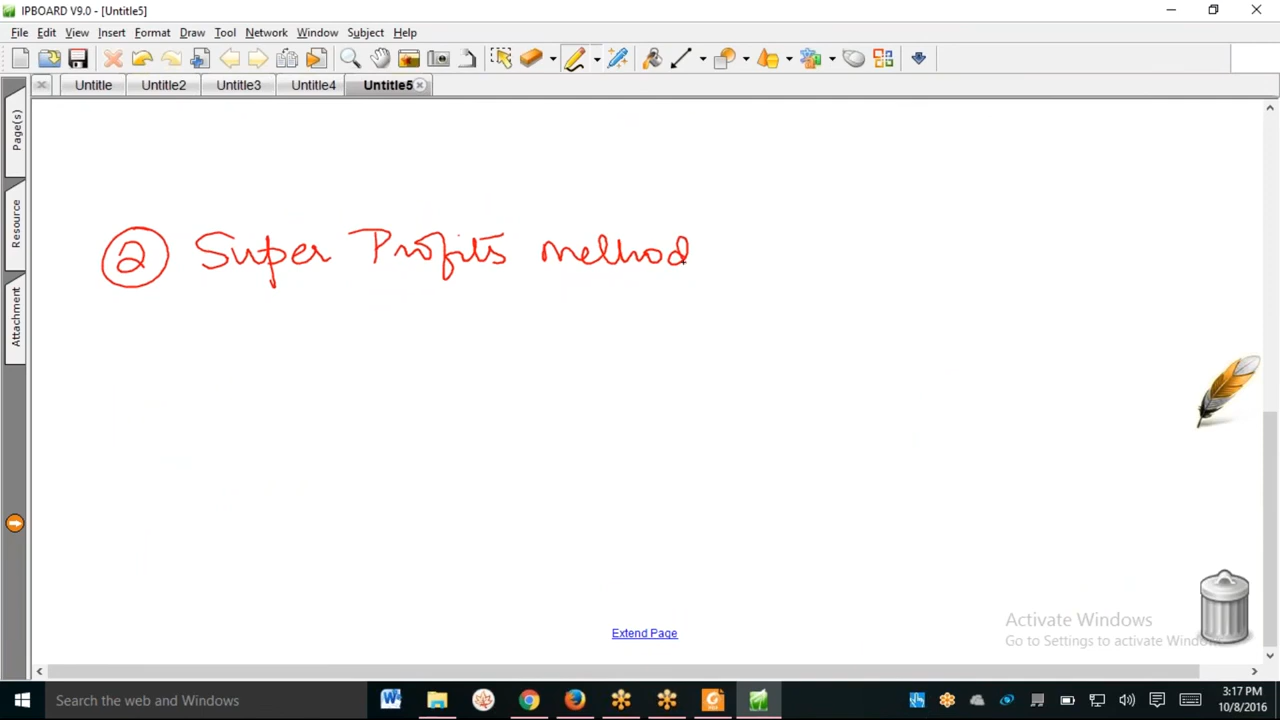 IPBOARD V9.0 - [Untitle5]
File Edit View Insert Format Draw Tool Network Window Subject Help
Untitle Untitle2 Untitle3 Untitle4 Untitle5
Page(s)
Resource
Attachment
② Super Profits method
Extend Page
Activate Windows
Go to Settings to activate Windows
Search the web and Windows
3:17 PM
10/8/2016